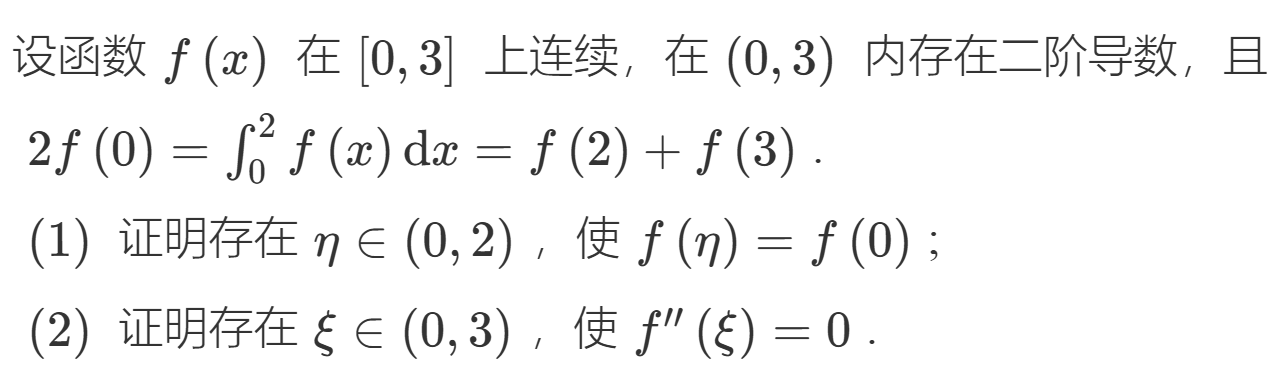 设函数 f (x) 在 [0, 3] 上连续，在 (0, 3) 内存在二阶导数，且
2f (0) = ∫₀² f (x) dx = f (2) + f (3) .
(1) 证明存在 η ∈ (0, 2) ，使 f (η) = f (0) ;
(2) 证明存在 ξ ∈ (0, 3) ，使 f″ (ξ) = 0 .